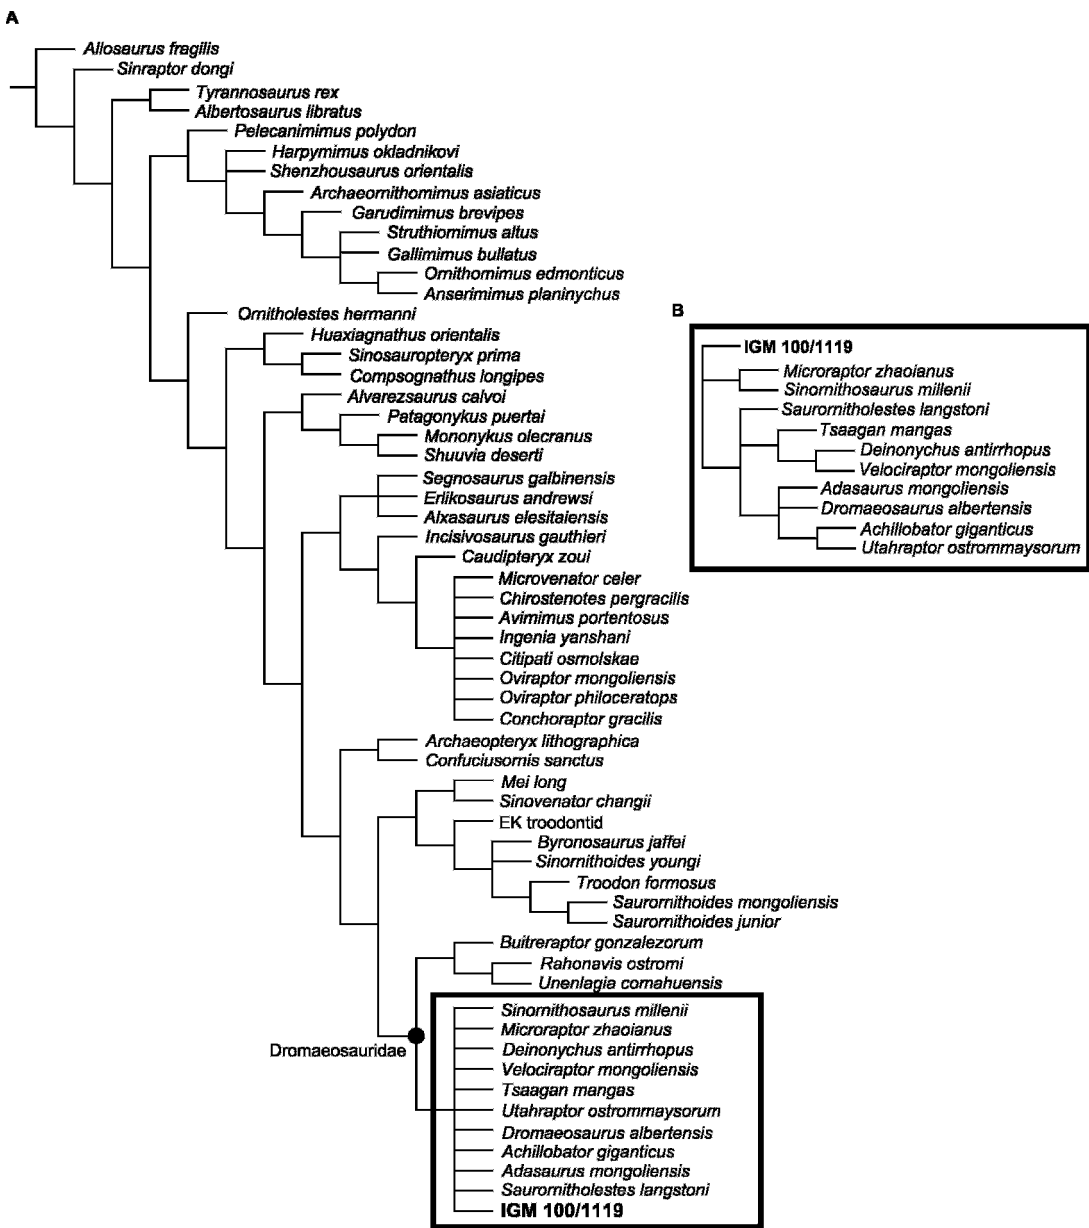 A
Allosaurus fragilis
Sinraptor dongi
Tyrannosaurus rex
Albertosaurus libratus
Pelecanimimus polydon
Harpymimus okladnikovi
Shenzhousaurus orientalis
Archaeornithomimus asiaticus
Garudimimus brevipes
Struthiomimus altus
Gallimimus bullatus
Ornithomimus edmonticus
Anserimimus planinychus
Ornitholestes hermanni
Huaxiagnathus orientalis
Sinosauropteryx prima
Compsognathus longipes
Alvarezsaurus calvoi
Patagonykus puertai
Mononykus olecranus
Shuuvia deserti
Segnosaurus galbinensis
Erlikosaurus andrewsi
Alxasaurus elesitaiensis
Incisivosaurus gauthieri
Caudipteryx zoui
Microvenator celer
Chirostenotes pergracilis
Avimimus portentosus
Ingenia yanshani
Citipati osmolskae
Oviraptor mongoliensis
Oviraptor philoceratops
Conchoraptor gracilis
Archaeopteryx lithographica
Confuciusornis sanctus
Mei long
Sinovenator changii
EK troodontid
Byronosaurus jaffei
Sinornithoides youngi
Troodon formosus
Saurornithoides mongoliensis
Saurornithoides junior
Buitreraptor gonzalezorum
Rahonavis ostromi
Unenlagia comahuensis
Dromaeosauridae
Sinornithosaurus millenii
Microraptor zhaoianus
Deinonychus antirrhopus
Velociraptor mongoliensis
Tsaagan mangas
Utahraptor ostrommaysorum
Dromaeosaurus albertensis
Achillobator giganticus
Adasaurus mongoliensis
Saurornitholestes langstoni
IGM 100/1119
B
IGM 100/1119
Microraptor zhaoianus
Sinornithosaurus millenii
Saurornitholestes langstoni
Tsaagan mangas
Deinonychus antirrhopus
Velociraptor mongoliensis
Adasaurus mongoliensis
Dromaeosaurus albertensis
Achillobator giganticus
Utahraptor ostrommaysorum